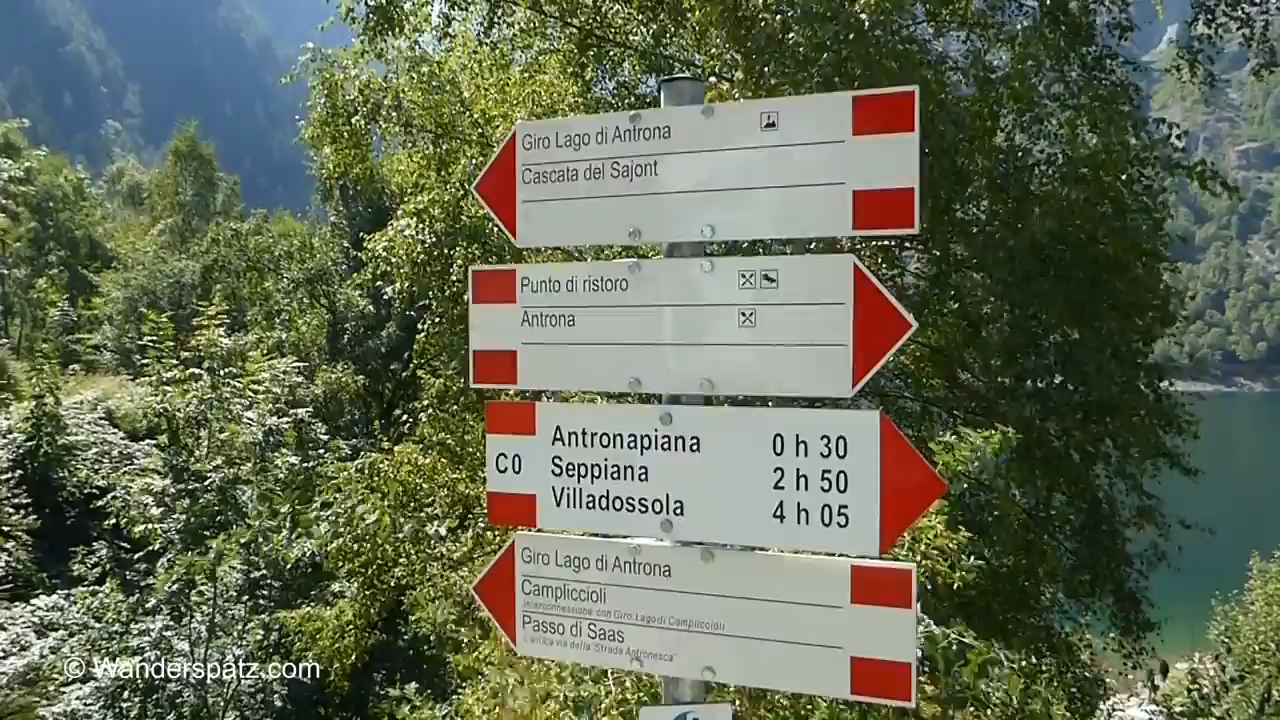 Giro Lago di Antrona
Cascata del Sajont
Punto di ristoro
Antrona
C0
Antronapiana 0 h 30
Seppiana 2 h 50
Villadossola 4 h 05
Giro Lago di Antrona
Campliccioli
interconnessione con Giro Lago di Campliccioli
Passo di Saas
L'antica via della "Strada Antronesca"
© Wanderspatz.com